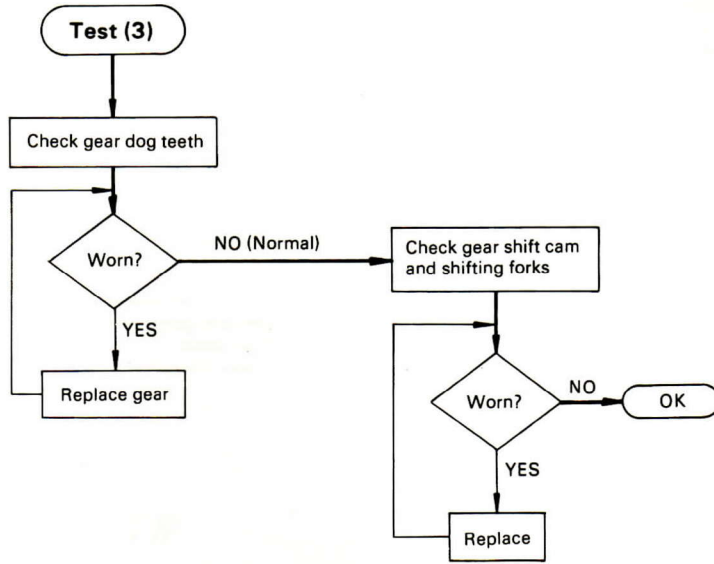 Test (3)
Check gear dog teeth
Worn?
NO (Normal)
YES
Replace gear
Check gear shift cam
and shifting forks
Worn?
NO
OK
YES
Replace